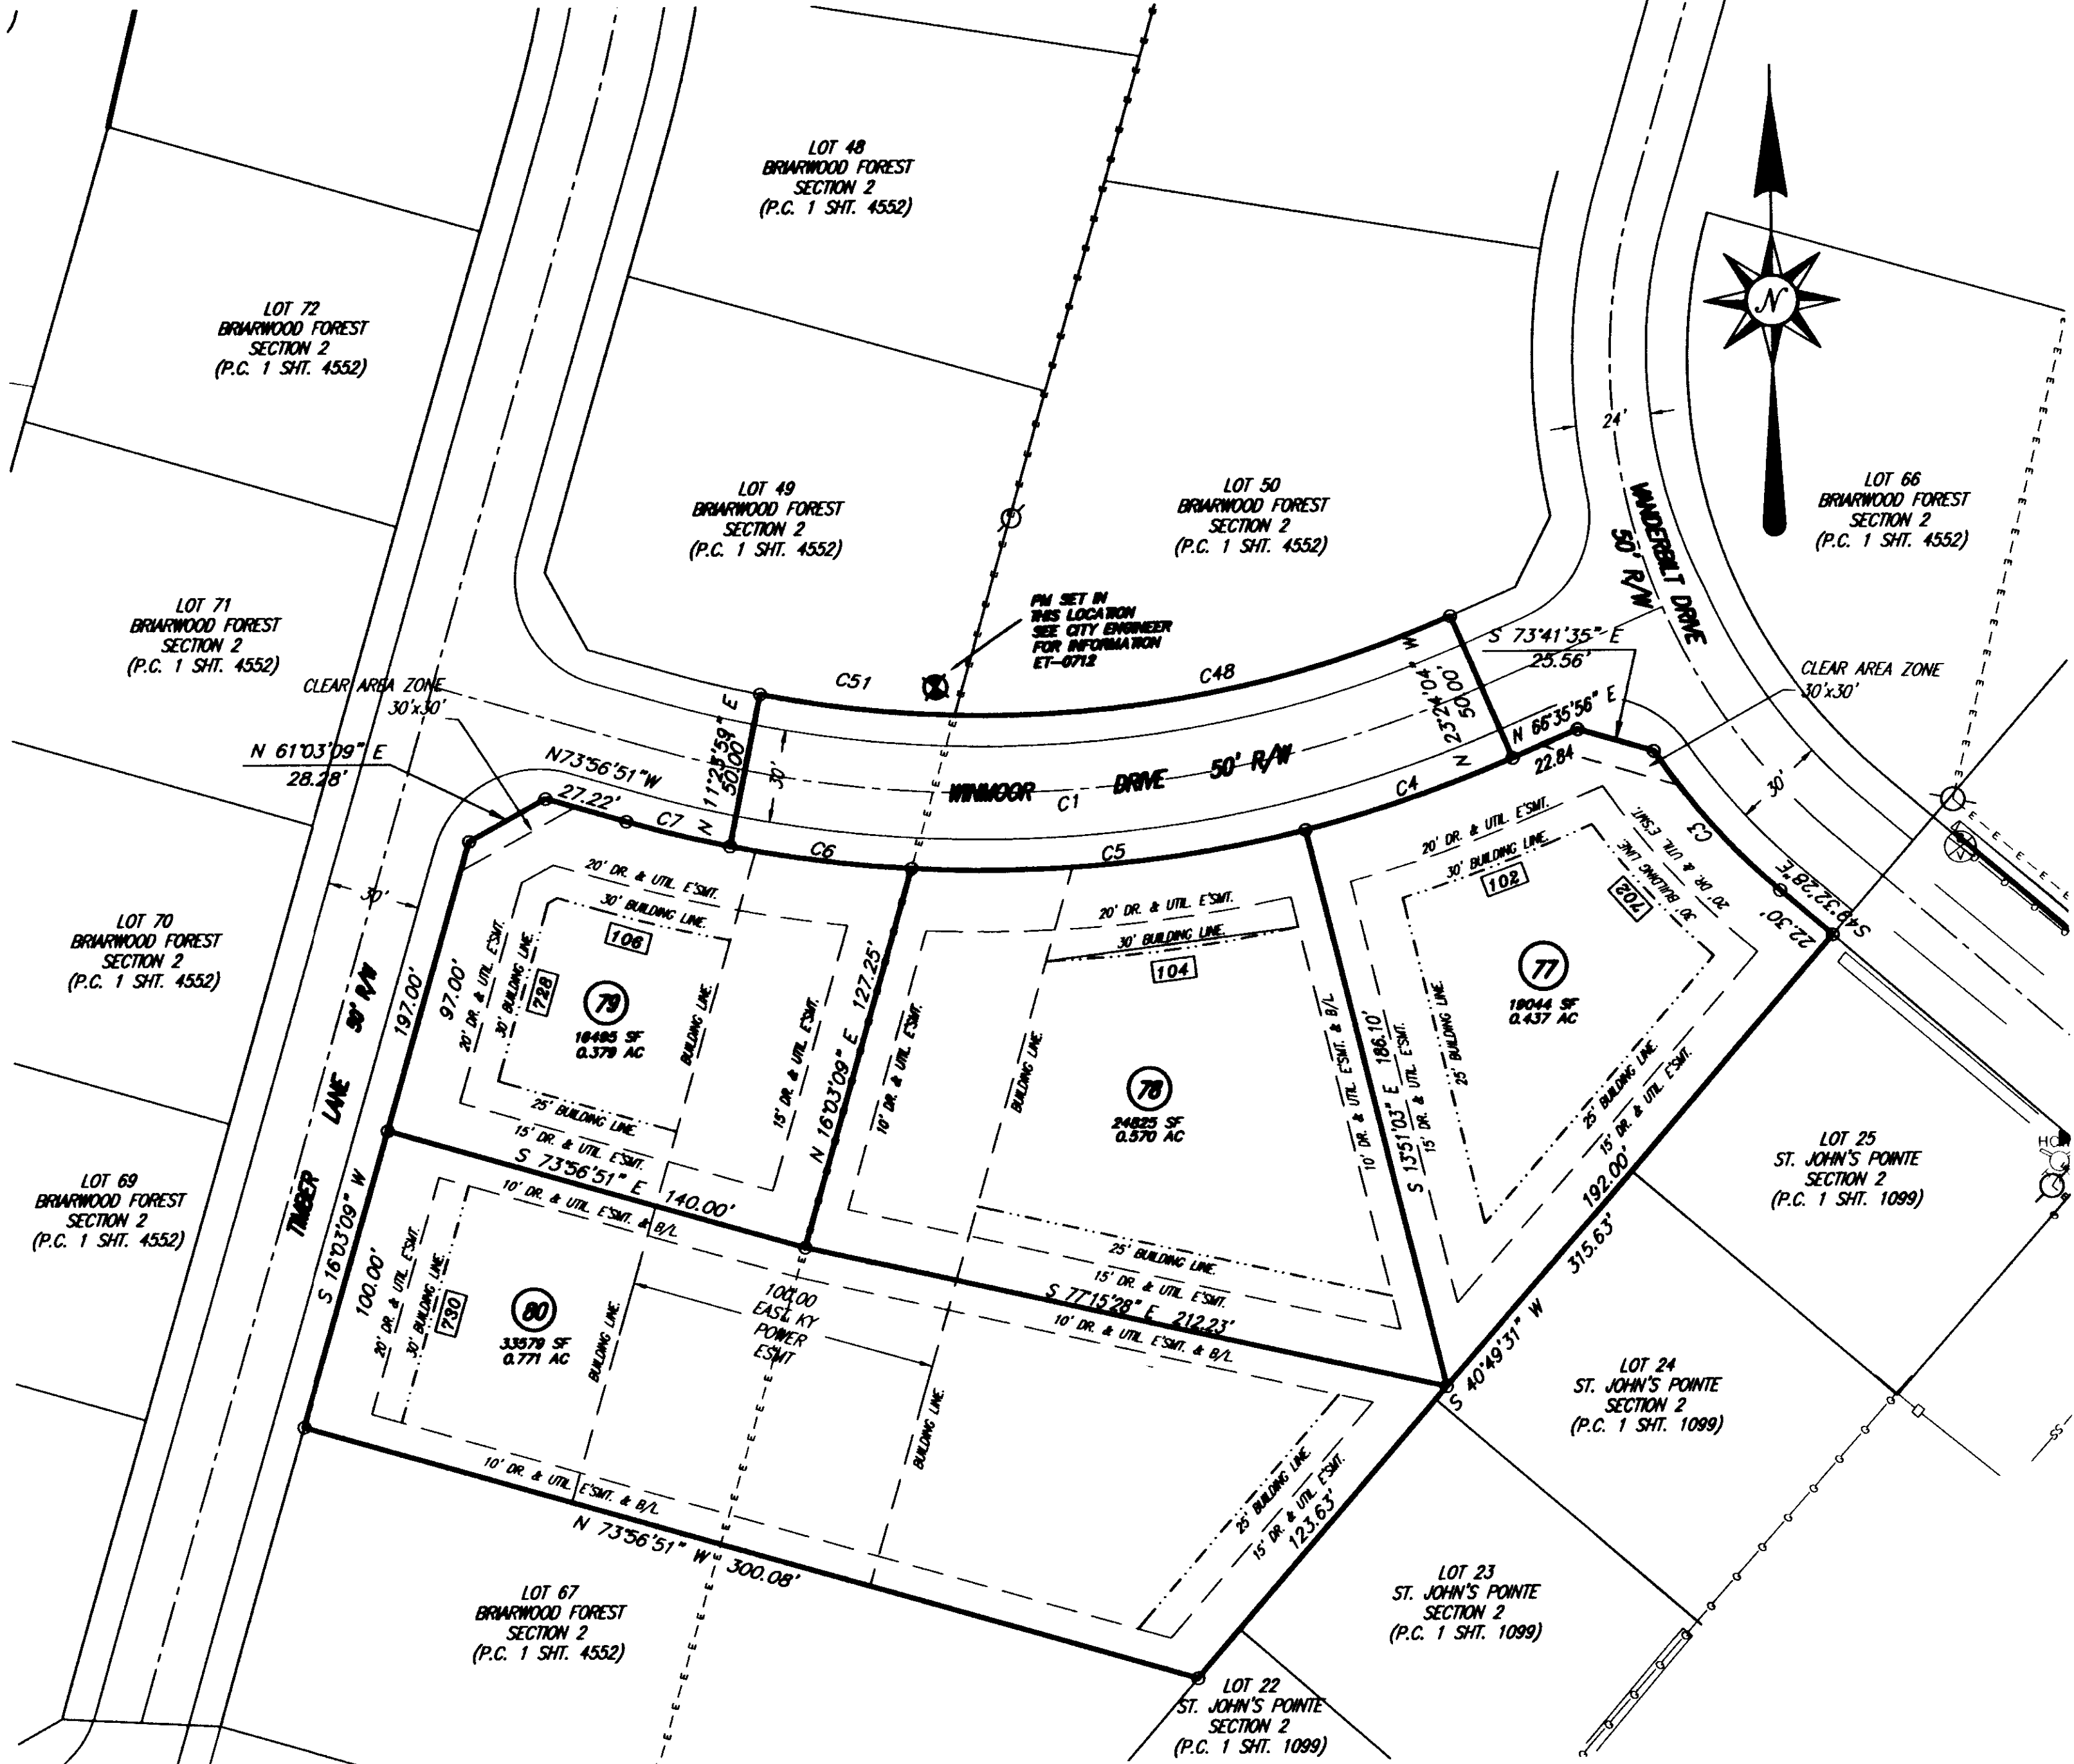 LOT 48
BRIARWOOD FOREST
SECTION 2
(P.C. 1 SHT. 4552)
LOT 72
BRIARWOOD FOREST
SECTION 2
(P.C. 1 SHT. 4552)
N
LOT 49
BRIARWOOD FOREST
SECTION 2
(P.C. 1 SHT. 4552)
LOT 50
BRIARWOOD FOREST
SECTION 2
(P.C. 1 SHT. 4552)
24'
VANDERBILT DRIVE
50' R/W
LOT 66
BRIARWOOD FOREST
SECTION 2
(P.C. 1 SHT. 4552)
LOT 71
BRIARWOOD FOREST
SECTION 2
(P.C. 1 SHT. 4552)
PM SET IN
THIS LOCATION
SEE CITY ENGINEER
FOR INFORMATION
ET-0712
CLEAR AREA ZONE
30'x30'
C51
C48
N 23°24'04" W
50.00'
S 73°41'35" E
25.56'
CLEAR AREA ZONE
30'x30'
N 61°03'09" E
28.28'
N73°56'51"W
27.22'
C7
N 11°23'59" E
50.00'
30'
WINMOOR DRIVE 50' R/W
C1
C4
N 66°35'56" E
22.84
C3
30'
S49°32'28"E
22.30'
C6
C5
LOT 70
BRIARWOOD FOREST
SECTION 2
(P.C. 1 SHT. 4552)
30'
TIMBER LANE 50' R/W
197.00'
97.00'
20' DR. & UTIL. E'SMT.
30' BUILDING LINE
106
20' DR. & UTIL. E'SMT.
30' BUILDING LINE
728
79
16495 SF
0.379 AC
BUILDING LINE
15' DR. & UTIL. E'SMT.
25' BUILDING LINE
15' DR. & UTIL. E'SMT.
S 73°56'51" E 140.00'
N 16°03'09" E 127.25'
10' DR. & UTIL. E'SMT.
20' DR. & UTIL. E'SMT.
30' BUILDING LINE
104
BUILDING LINE
78
24825 SF
0.570 AC
25' BUILDING LINE
15' DR. & UTIL. E'SMT.
S 77°15'28" E 212.23'
10' DR. & UTIL. E'SMT. & B/L
10' DR. & UTIL. E'SMT. & B/L
S 13°51'03" E 186.10'
15' DR. & UTIL. E'SMT.
20' DR. & UTIL. E'SMT.
30' BUILDING LINE
102
20' DR. & UTIL. E'SMT.
30' BUILDING LINE
702
77
19044 SF
0.437 AC
25' BUILDING LINE
25' BUILDING LINE
15' DR. & UTIL. E'SMT.
192.00'
315.63'
S 40°49'31" W
LOT 25
ST. JOHN'S POINTE
SECTION 2
(P.C. 1 SHT. 1099)
LOT 69
BRIARWOOD FOREST
SECTION 2
(P.C. 1 SHT. 4552)
S 16°03'09" W
100.00'
10' DR. & UTIL. E'SMT. & B/L
20' DR. & UTIL. E'SMT.
30' BUILDING LINE
730
80
33579 SF
0.771 AC
BUILDING LINE
100.00
EAST KY
POWER
ESMT
BUILDING LINE
10' DR. & UTIL. E'SMT. & B/L
N 73°56'51" W 300.08'
25' BUILDING LINE
15' DR. & UTIL. E'SMT.
123.63'
LOT 24
ST. JOHN'S POINTE
SECTION 2
(P.C. 1 SHT. 1099)
SS
LOT 67
BRIARWOOD FOREST
SECTION 2
(P.C. 1 SHT. 4552)
LOT 23
ST. JOHN'S POINTE
SECTION 2
(P.C. 1 SHT. 1099)
LOT 22
ST. JOHN'S POINTE
SECTION 2
(P.C. 1 SHT. 1099)